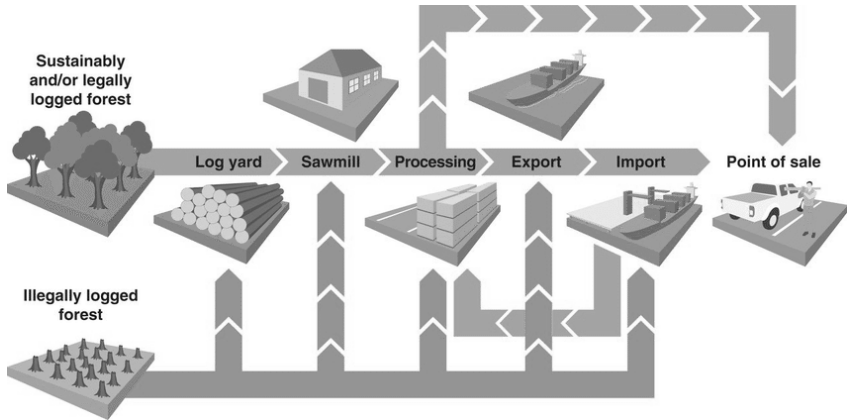 Sustainably
and/or legally
logged forest
Log yard
Sawmill
Processing
Export
Import
Point of sale
Illegally logged
forest